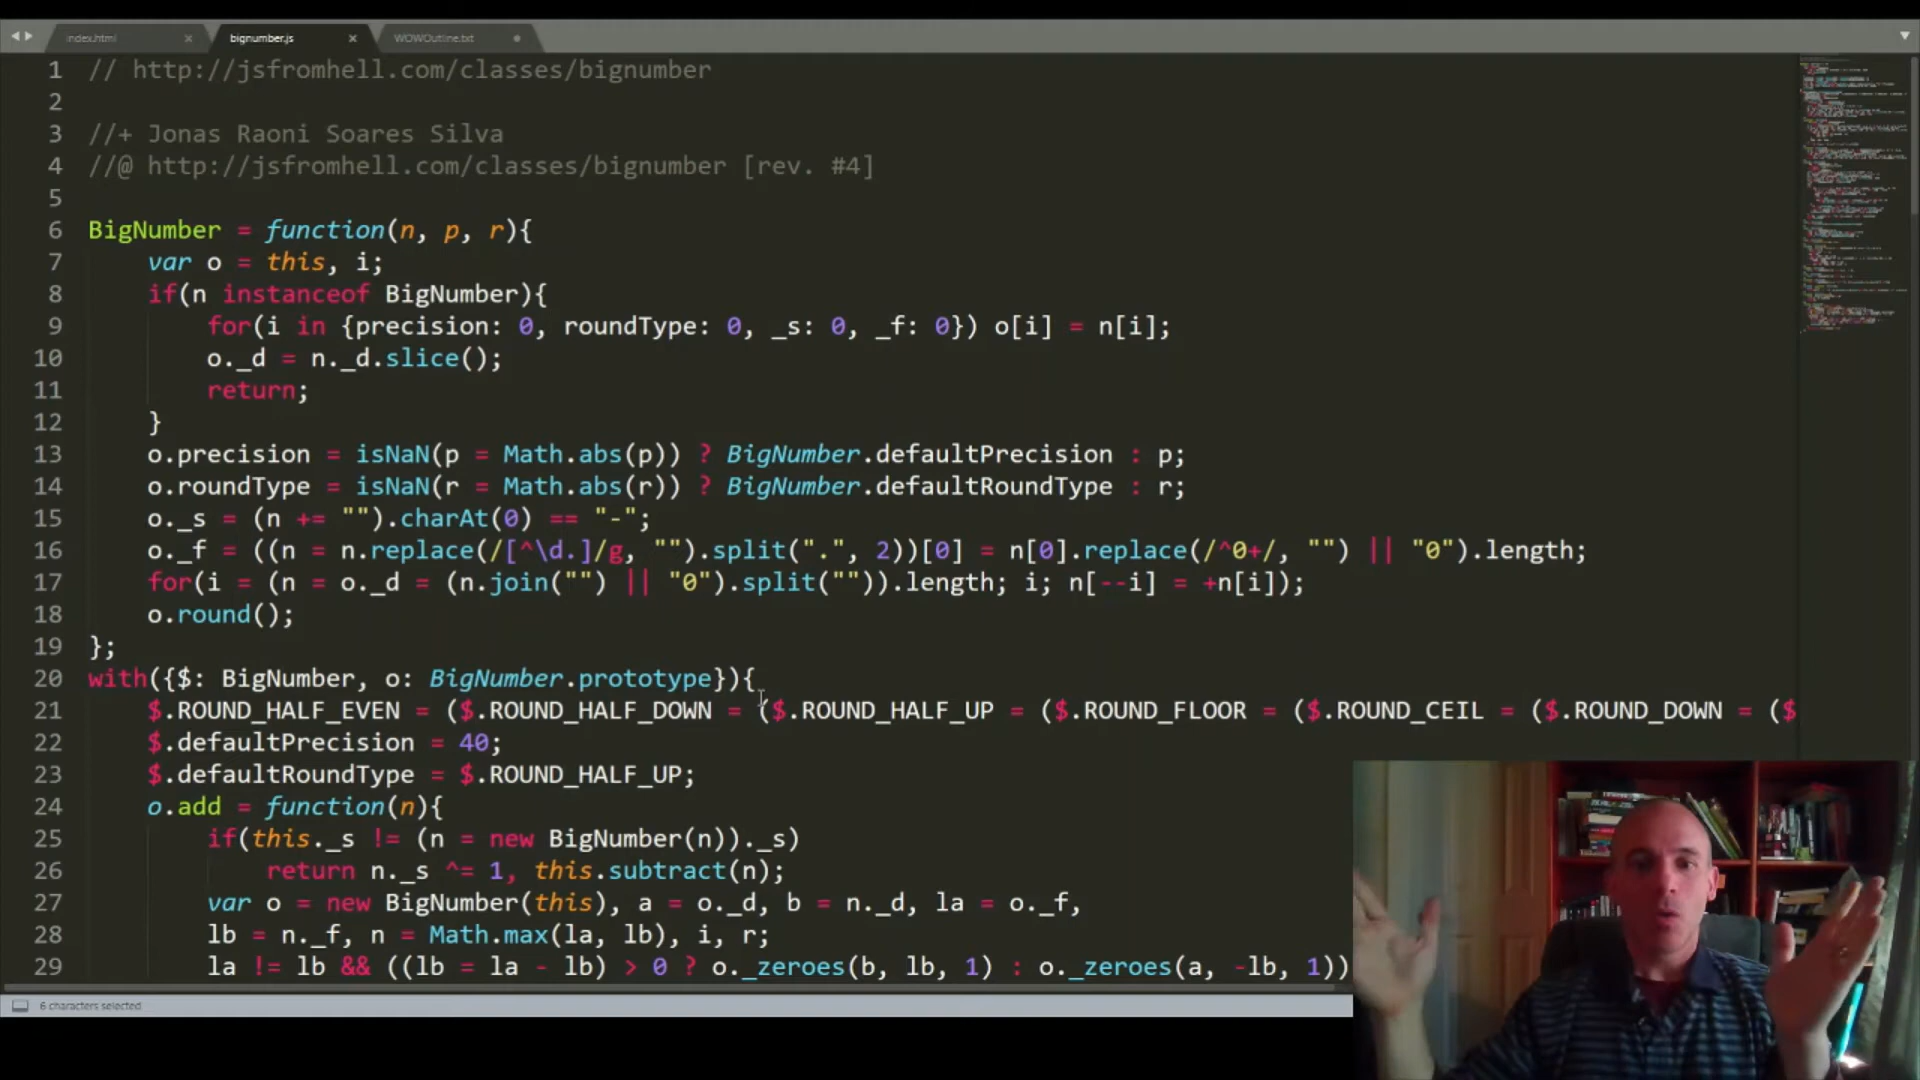 index.html
bignumber.js
WOWOutline.txt
1 // http://jsfromhell.com/classes/bignumber
2
3 //+ Jonas Raoni Soares Silva
4 //@ http://jsfromhell.com/classes/bignumber [rev. #4]
5
6 BigNumber = function(n, p, r){
7 var o = this, i;
8 if(n instanceof BigNumber){
9 for(i in {precision: 0, roundType: 0, _s: 0, _f: 0}) o[i] = n[i];
10 o._d = n._d.slice();
11 return;
12 }
13 o.precision = isNaN(p = Math.abs(p)) ? BigNumber.defaultPrecision : p;
14 o.roundType = isNaN(r = Math.abs(r)) ? BigNumber.defaultRoundType : r;
15 o._s = (n += "").charAt(0) == "-";
16 o._f = ((n = n.replace(/[^\d.]/g, "").split(".", 2))[0] = n[0].replace(/^0+/, "") || "0").length;
17 for(i = (n = o._d = (n.join("") || "0").split("")).length; i; n[--i] = +n[i]);
18 o.round();
19 };
20 with({$: BigNumber, o: BigNumber.prototype}){
21 $.ROUND_HALF_EVEN = ($.ROUND_HALF_DOWN = ($.ROUND_HALF_UP = ($.ROUND_FLOOR = ($.ROUND_CEIL = ($.ROUND_DOWN = ($
22 $.defaultPrecision = 40;
23 $.defaultRoundType = $.ROUND_HALF_UP;
24 o.add = function(n){
25 if(this._s != (n = new BigNumber(n))._s)
26 return n._s ^= 1, this.subtract(n);
27 var o = new BigNumber(this), a = o._d, b = n._d, la = o._f,
28 lb = n._f, n = Math.max(la, lb), i, r;
29 la != lb && ((lb = la - lb) > 0 ? o._zeroes(b, lb, 1) : o._zeroes(a, -lb, 1))
6 characters selected